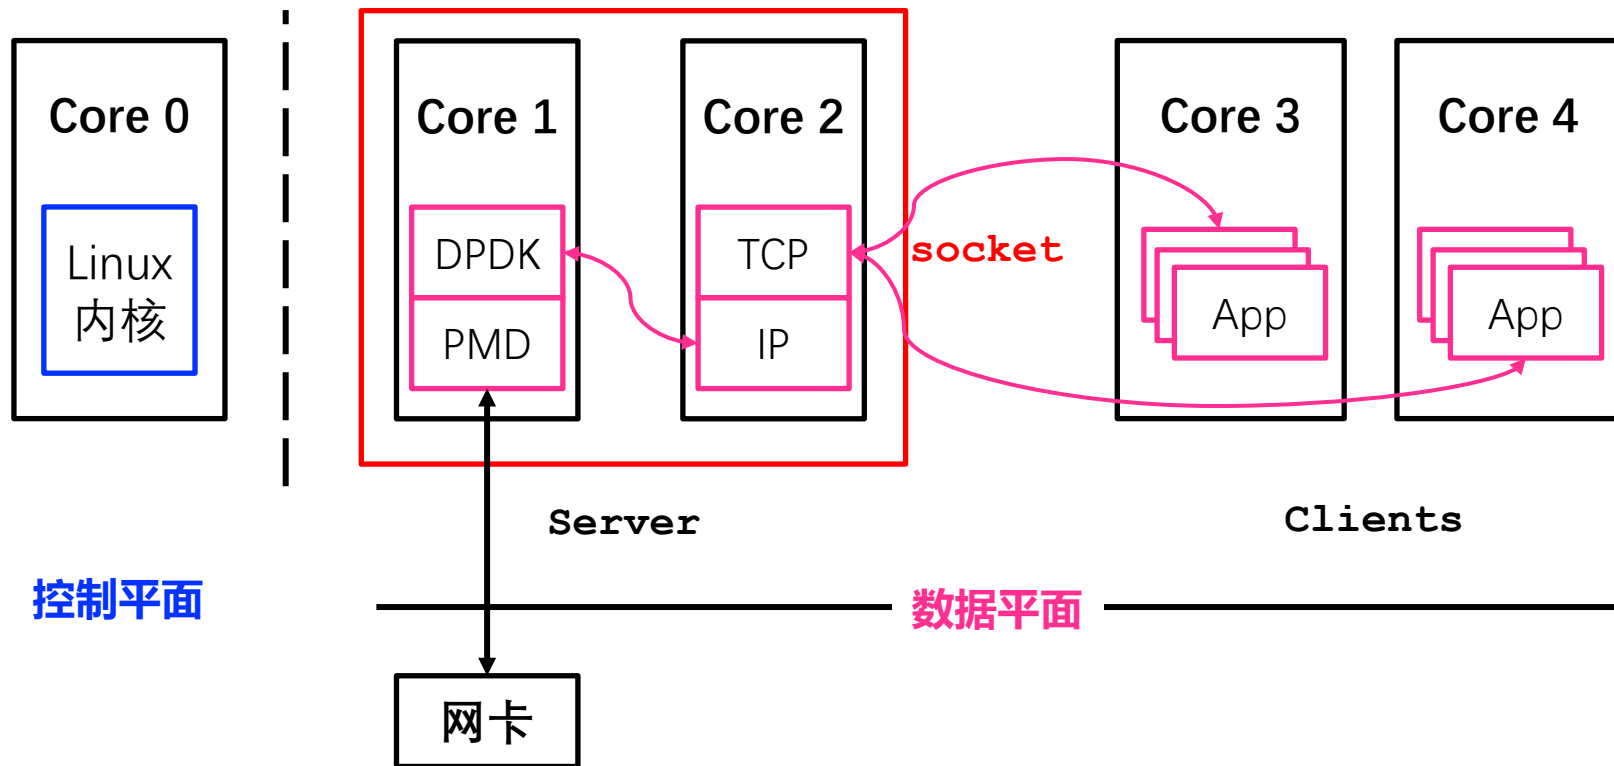 Core 0
Core 1
Core 2
Core 3
Core 4
Linux
内核
DPDK
PMD
TCP
IP
socket
App
App
Server
Clients
控制平面
数据平面
网卡